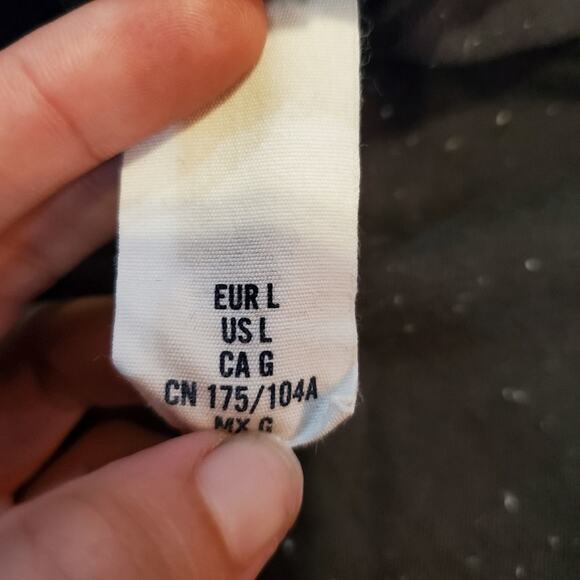 EUR L
US L
CA G
CN 175/104A
MX G